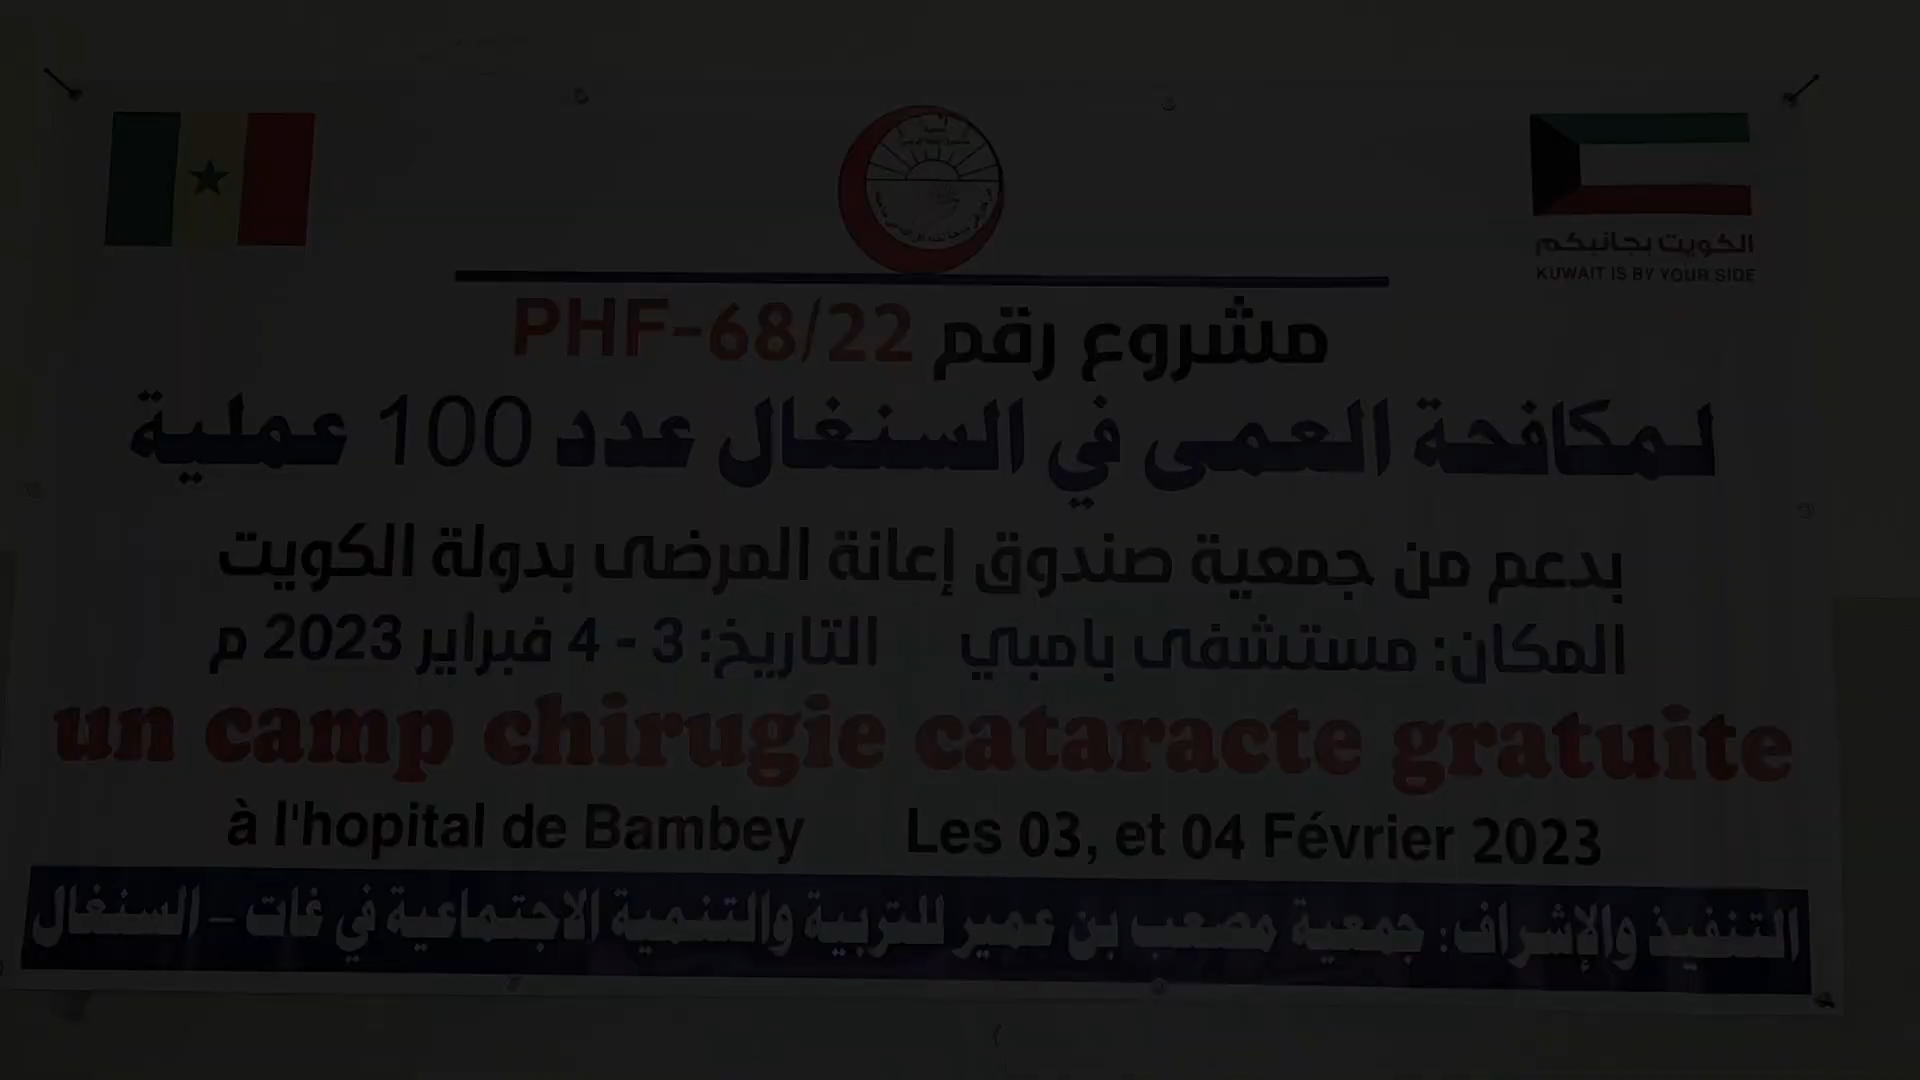 الكويت بجانبكم
KUWAIT IS BY YOUR SIDE
مشروع رقم PHF-68/22
لمكافحة العمى في السنغال عدد 100 عملية
بدعم من جمعية صندوق إعانة المرضى بدولة الكويت
المكان: مستشفى بامبي التاريخ: 3 - 4 فبراير 2023 م
un camp chirugie cataracte gratuite
à l'hopital de Bambey Les 03, et 04 Février 2023
التنفيذ والإشراف: جمعية مصعب بن عمير للتربية والتنمية الاجتماعية في غات – السنغال